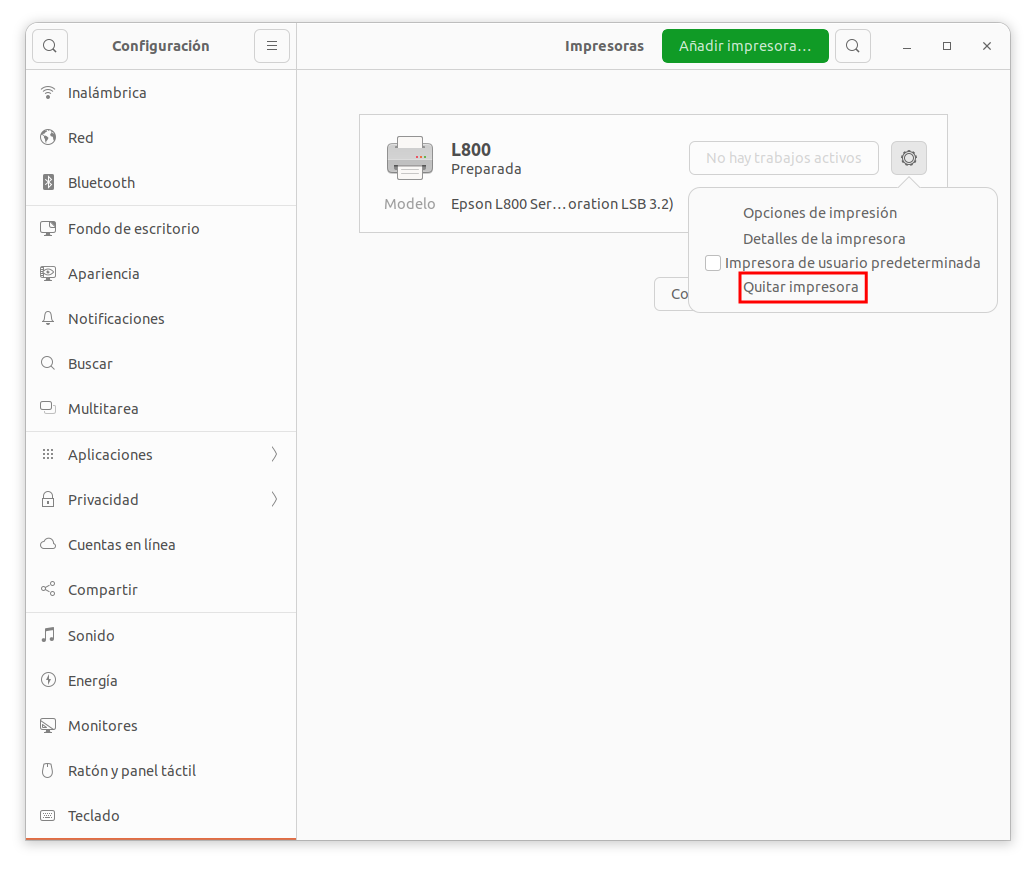 Configuración
Impresoras
Añadir impresora…
Inalámbrica
Red
Bluetooth
Fondo de escritorio
Apariencia
Notificaciones
Buscar
Multitarea
Aplicaciones
Privacidad
Cuentas en línea
Compartir
Sonido
Energía
Monitores
Ratón y panel táctil
Teclado
L800
Preparada
No hay trabajos activos
Modelo Epson L800 Ser…oration LSB 3.2)
Opciones de impresión
Detalles de la impresora
Impresora de usuario predeterminada
Quitar impresora
Co